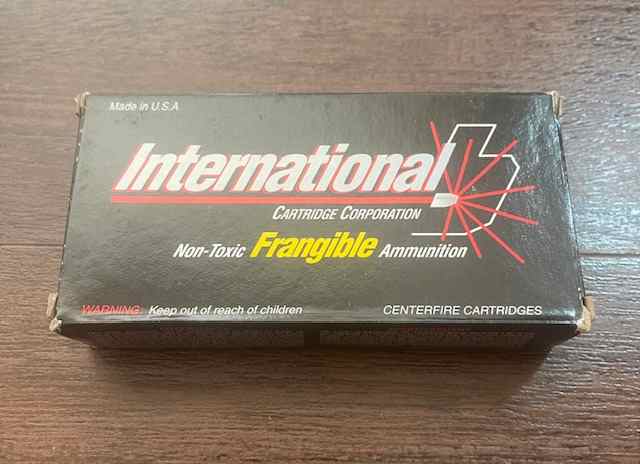 Made in U.S.A
International
CARTRIDGE CORPORATION
Non-Toxic Frangible Ammunition
WARNING: Keep out of reach of children
CENTERFIRE CARTRIDGES